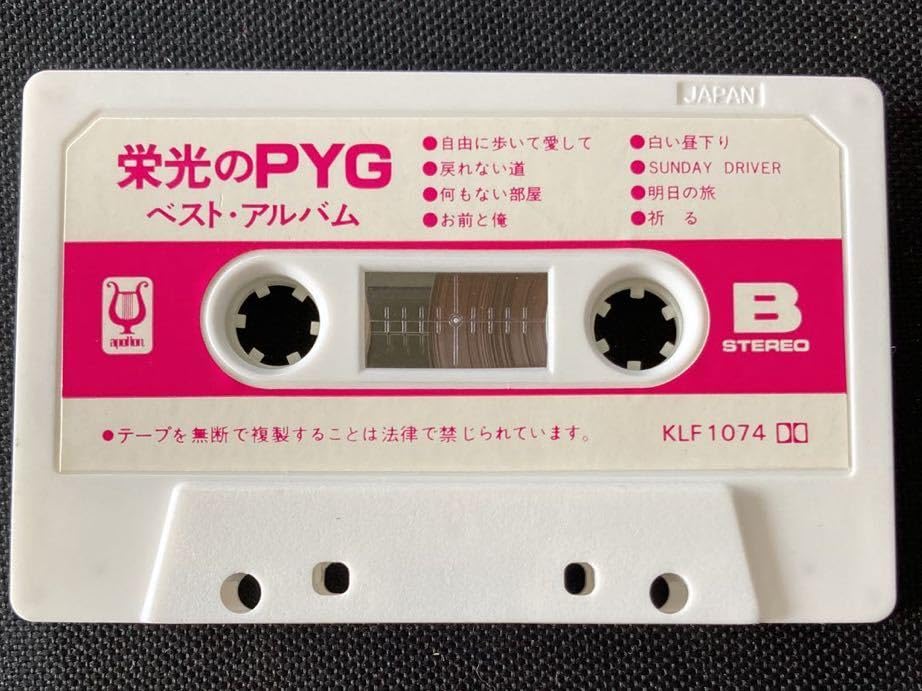 JAPAN
栄光のPYG
ベスト・アルバム
●自由に歩いて愛して
●戻れない道
●何もない部屋
●お前と俺
●白い昼下り
●SUNDAY DRIVER
●明日の旅
●祈 る
apollon
B
STEREO
●テープを無断で複製することは法律で禁じられています。
KLF1074